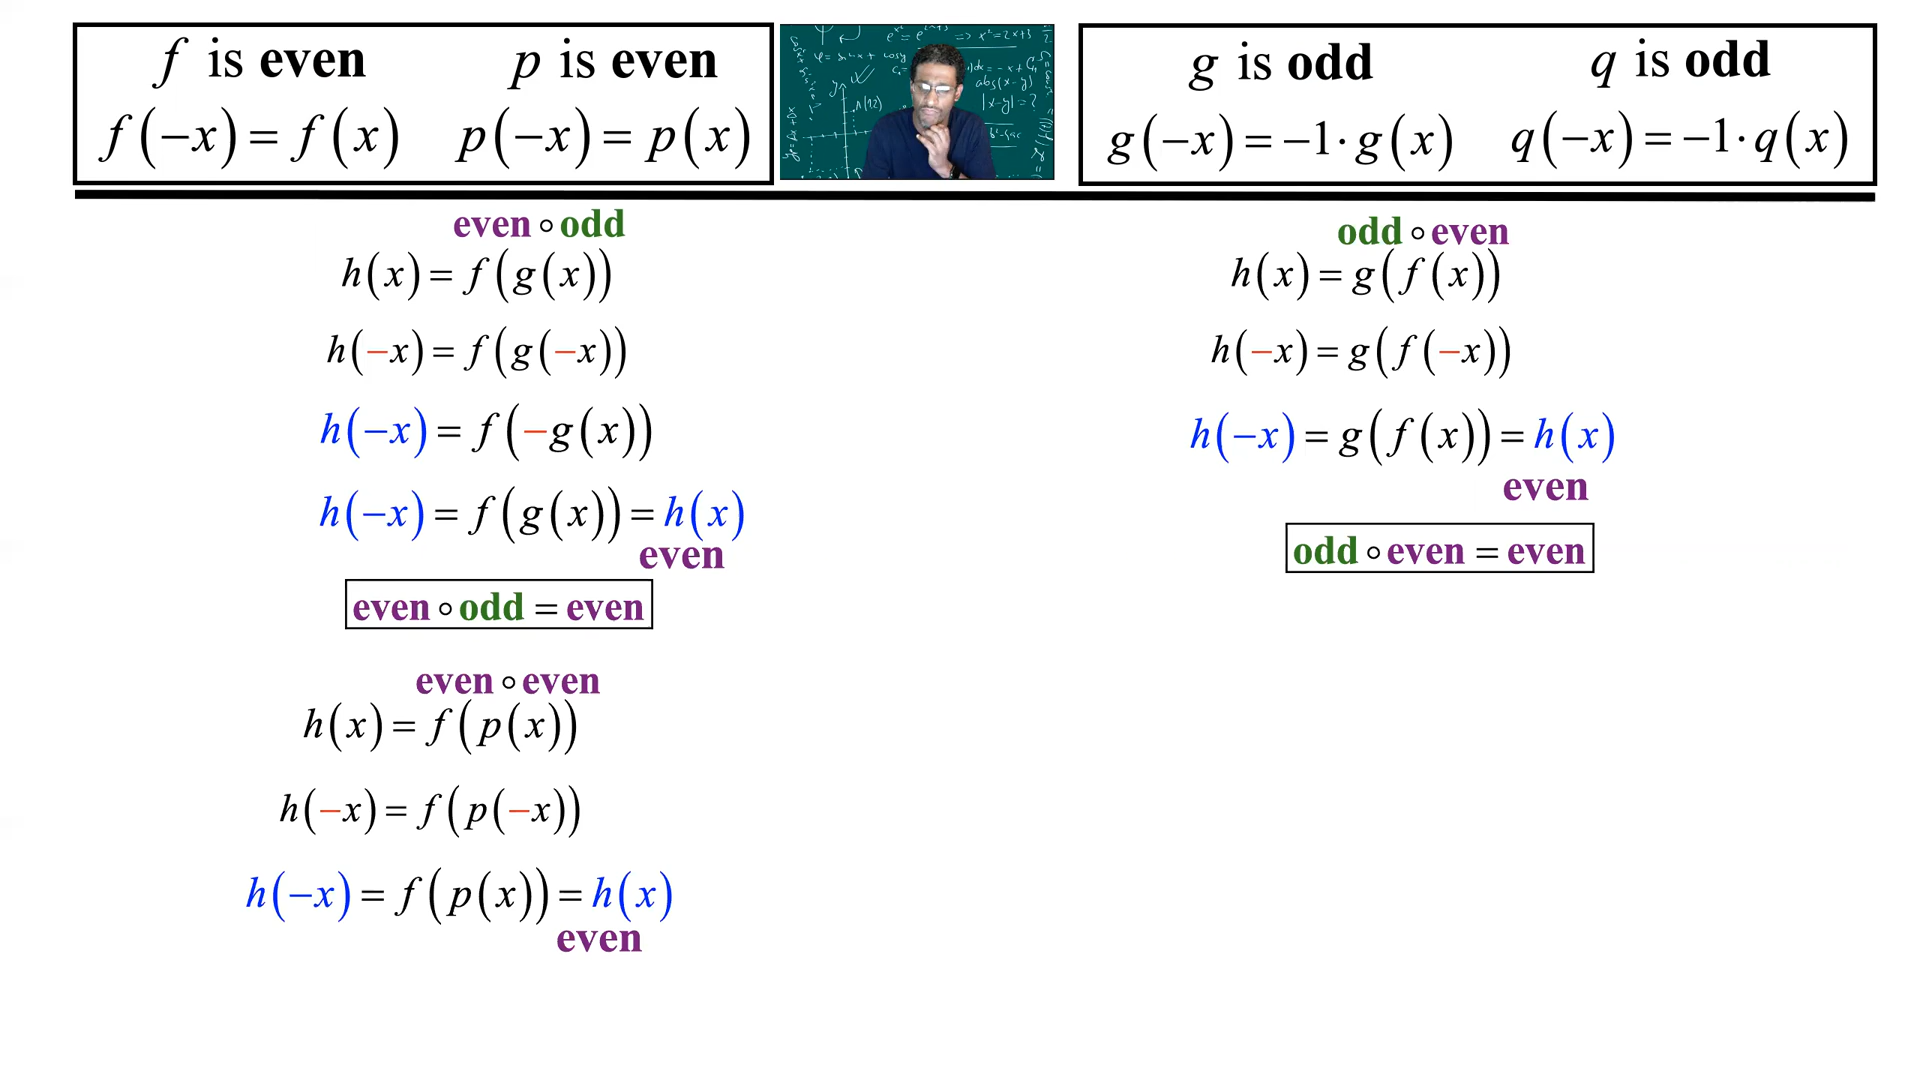 f is even p is even
f(−x) = f(x) p(−x) = p(x)
g is odd q is odd
g(−x) = −1·g(x) q(−x) = −1·q(x)
abs(x−y)
|x−y|=?
even ∘ odd
h(x) = f(g(x))
h(−x) = f(g(−x))
h(−x) = f(−g(x))
h(−x) = f(g(x)) = h(x)
even
even ∘ odd = even
even ∘ even
h(x) = f(p(x))
h(−x) = f(p(−x))
h(−x) = f(p(x)) = h(x)
even
odd ∘ even
h(x) = g(f(x))
h(−x) = g(f(−x))
h(−x) = g(f(x)) = h(x)
even
odd ∘ even = even